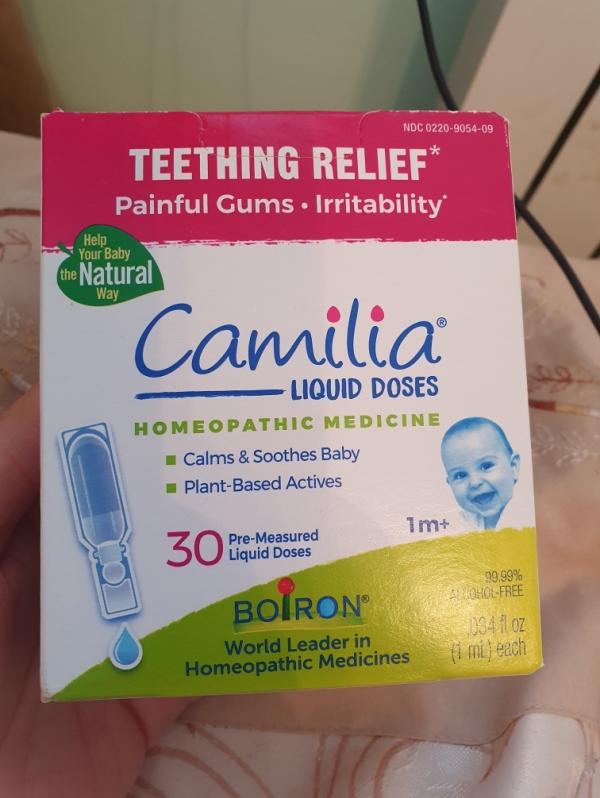 NDC 0220-9054-09
TEETHING RELIEF*
Painful Gums • Irritability*
Help
Your Baby
the Natural
Way
Camilia®
LIQUID DOSES
HOMEOPATHIC MEDICINE
Calms & Soothes Baby
Plant-Based Actives
1m+
30 Pre-Measured
Liquid Doses
99.99%
ALCOHOL-FREE
BOIRON®
.034 fl oz
(1 mL) each
World Leader in
Homeopathic Medicines